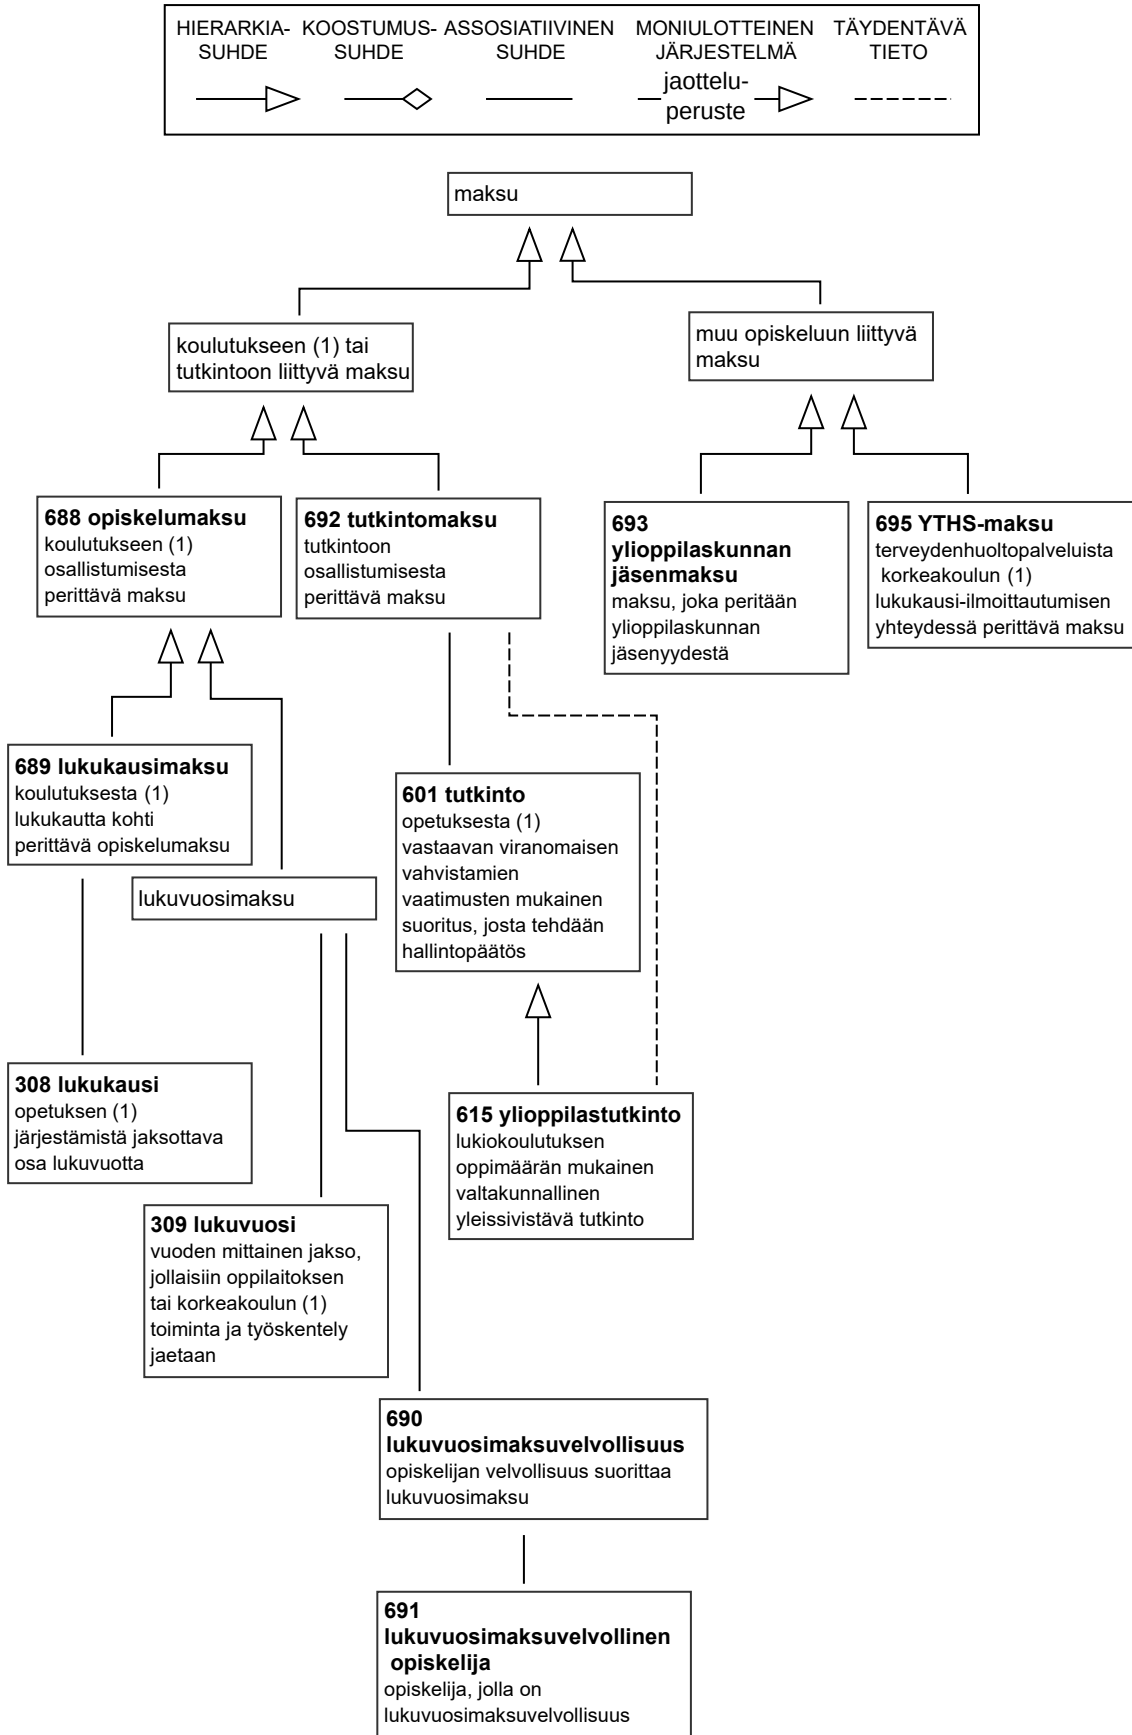 HIERARKIA-
SUHDE
KOOSTUMUS-
SUHDE
ASSOSIATIIVINEN
SUHDE
MONIULOTTEINEN
JÄRJESTELMÄ
jaottelu-
peruste
TÄYDENTÄVÄ
TIETO
maksu
koulutukseen (1) tai
tutkintoon liittyvä maksu
muu opiskeluun liittyvä
maksu
688 opiskelumaksu
koulutukseen (1)
osallistumisesta
perittävä maksu
692 tutkintomaksu
tutkintoon
osallistumisesta
perittävä maksu
693
ylioppilaskunnan
jäsenmaksu
maksu, joka peritään
ylioppilaskunnan
jäsenyydestä
695 YTHS-maksu
terveydenhuoltopalveluista
korkeakoulun (1)
lukukausi-ilmoittautumisen
yhteydessä perittävä maksu
689 lukukausimaksu
koulutuksesta (1)
lukukautta kohti
perittävä opiskelumaksu
lukuvuosimaksu
601 tutkinto
opetuksesta (1)
vastaavan viranomaisen
vahvistamien
vaatimusten mukainen
suoritus, josta tehdään
hallintopäätös
308 lukukausi
opetuksen (1)
järjestämistä jaksottava
osa lukuvuotta
615 ylioppilastutkinto
lukiokoulutuksen
oppimäärän mukainen
valtakunnallinen
yleissivistävä tutkinto
309 lukuvuosi
vuoden mittainen jakso,
jollaisiin oppilaitoksen
tai korkeakoulun (1)
toiminta ja työskentely
jaetaan
690
lukuvuosimaksuvelvollisuus
opiskelijan velvollisuus suorittaa
lukuvuosimaksu
691
lukuvuosimaksuvelvollinen
opiskelija
opiskelija, jolla on
lukuvuosimaksuvelvollisuus